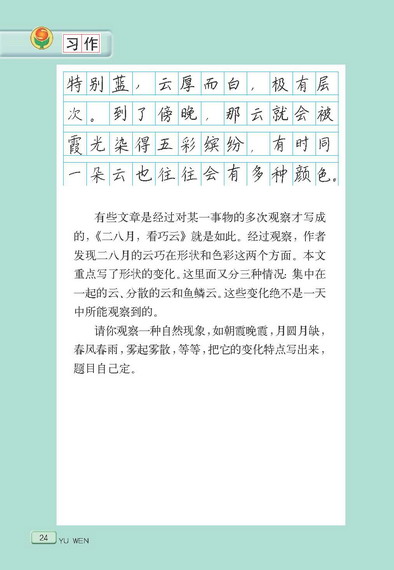 习作
特别蓝，云厚而白，极有层
次。到了傍晚，那云就会被
霞光染得五彩缤纷，有时同
一朵云也往往会有多种颜色。
有些文章是经过对某一事物的多次观察才写成
的，《二八月，看巧云》就是如此。经过观察，作者
发现二八月的云巧在形状和色彩这两个方面。本文
重点写了形状的变化。这里面又分三种情况：集中在
一起的云、分散的云和鱼鳞云。这些变化绝不是一天
中所能观察到的。
请你观察一种自然现象，如朝霞晚霞，月圆月缺，
春风春雨，雾起雾散，等等，把它的变化特点写出来，
题目自己定。
24 YU WEN